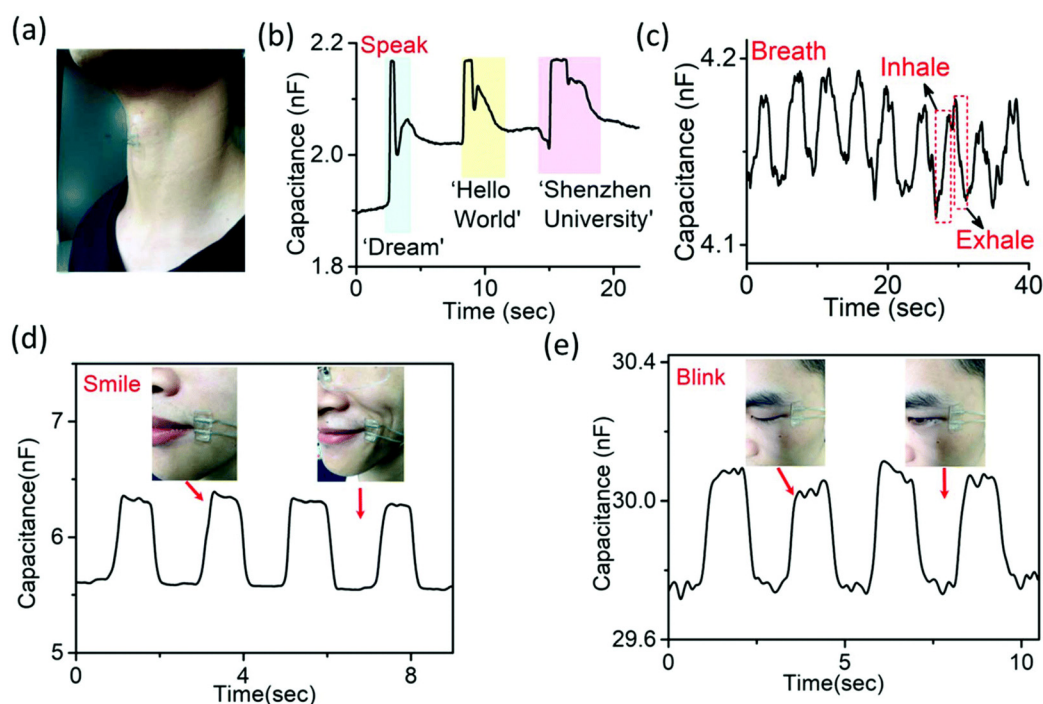 (a)
(b)
Speak
2.2
2.0
1.8
Capacitance (nF)
'Dream'
'Hello
World'
'Shenzhen
University'
0
10
20
Time (sec)
(c)
Breath
Inhale
Exhale
4.2
4.1
Capacitance (nF)
0
20
40
Time (sec)
(d)
Smile
7
6
5
Capacitance(nF)
0
4
8
Time(sec)
(e)
Blink
30.4
30.0
29.6
Capacitance (nF)
0
5
10
Time(sec)